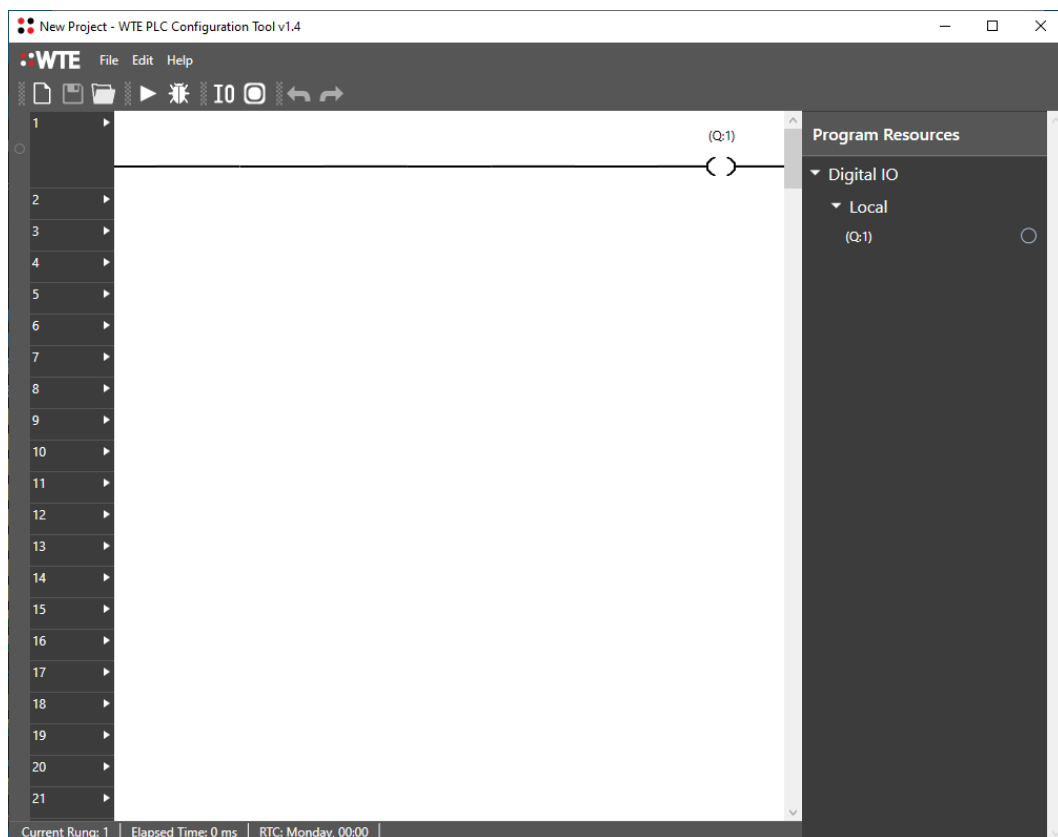 New Project - WTE PLC Configuration Tool v1.4
WTE File Edit Help
IO
1
(Q:1)
2
3
4
5
6
7
8
9
10
11
12
13
14
15
16
17
18
19
20
21
Program Resources
Digital IO
Local
(Q:1)
Current Rung: 1 Elapsed Time: 0 ms RTC: Monday, 00:00